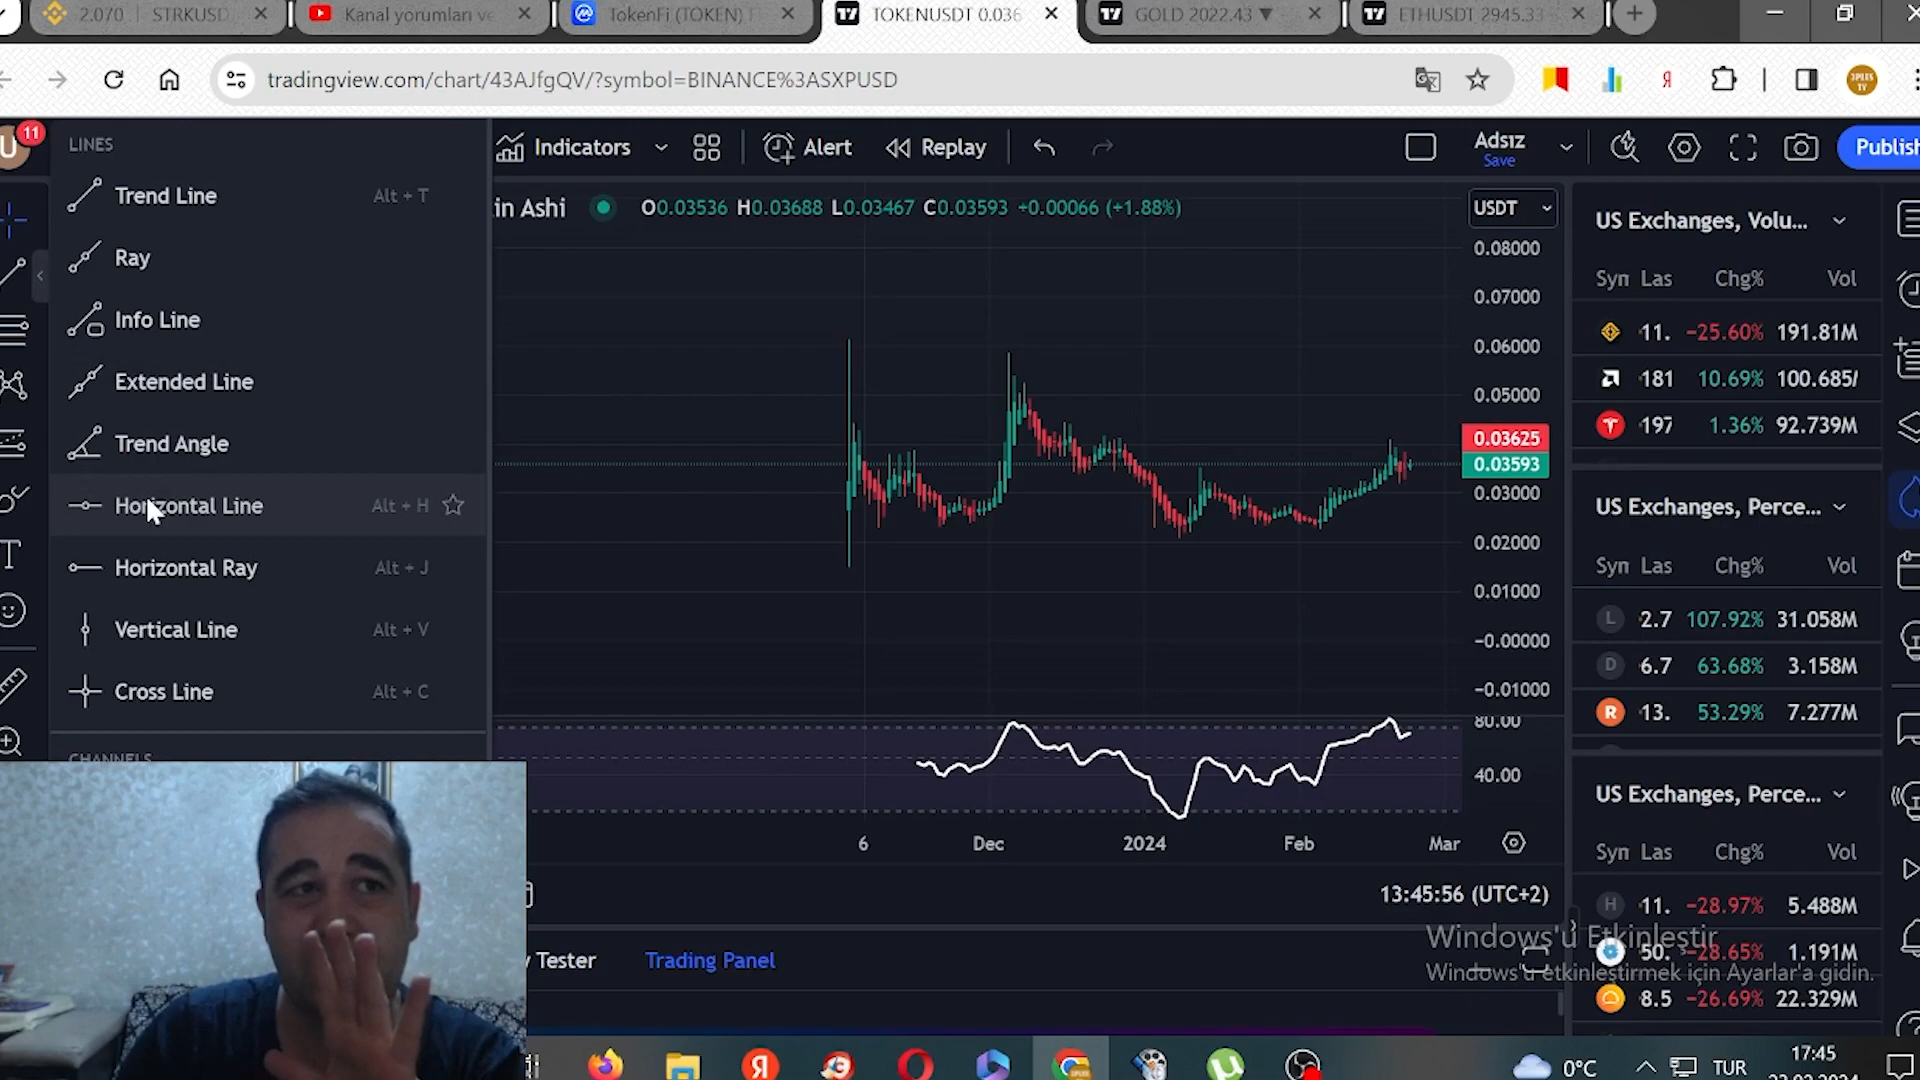 2.070 STRKUSD
Kanal yorumları ve
TokenFi (TOKEN) F
TOKENUSDT 0.036
GOLD 2022.43 ▼
ETHUSDT 2945.33
tradingview.com/chart/43AJfgQV/?symbol=BINANCE%3ASXPUSD
U 11
LINES
Indicators
Alert
Replay
Adsız
Save
Publish
Trend Line Alt + T
Ray
Info Line
Extended Line
Trend Angle
Horizontal Line Alt + H
Horizontal Ray Alt + J
Vertical Line Alt + V
Cross Line Alt + C
CHANNELS
in Ashi
O0.03536 H0.03688 L0.03467 C0.03593 +0.00066 (+1.88%)
USDT
0.08000
0.07000
0.06000
0.05000
0.03625
0.03593
0.03000
0.02000
0.01000
−0.00000
−0.01000
80.00
40.00
6 Dec 2024 Feb Mar
13:45:56 (UTC+2)
Tester
Trading Panel
US Exchanges, Volu...
Syn Las Chg% Vol
11. −25.60% 191.81M
181 10.69% 100.685
197 1.36% 92.739M
US Exchanges, Perce...
Syn Las Chg% Vol
L 2.7 107.92% 31.058M
D 6.7 63.68% 3.158M
R 13. 53.29% 7.277M
US Exchanges, Perce...
Syn Las Chg% Vol
H 11. −28.97% 5.488M
50. −28.65% 1.191M
8.5 −26.69% 22.329M
Windows'u Etkinleştir
Windows'u etkinleştirmek için Ayarlar'a gidin.
0°C
TUR
17:45